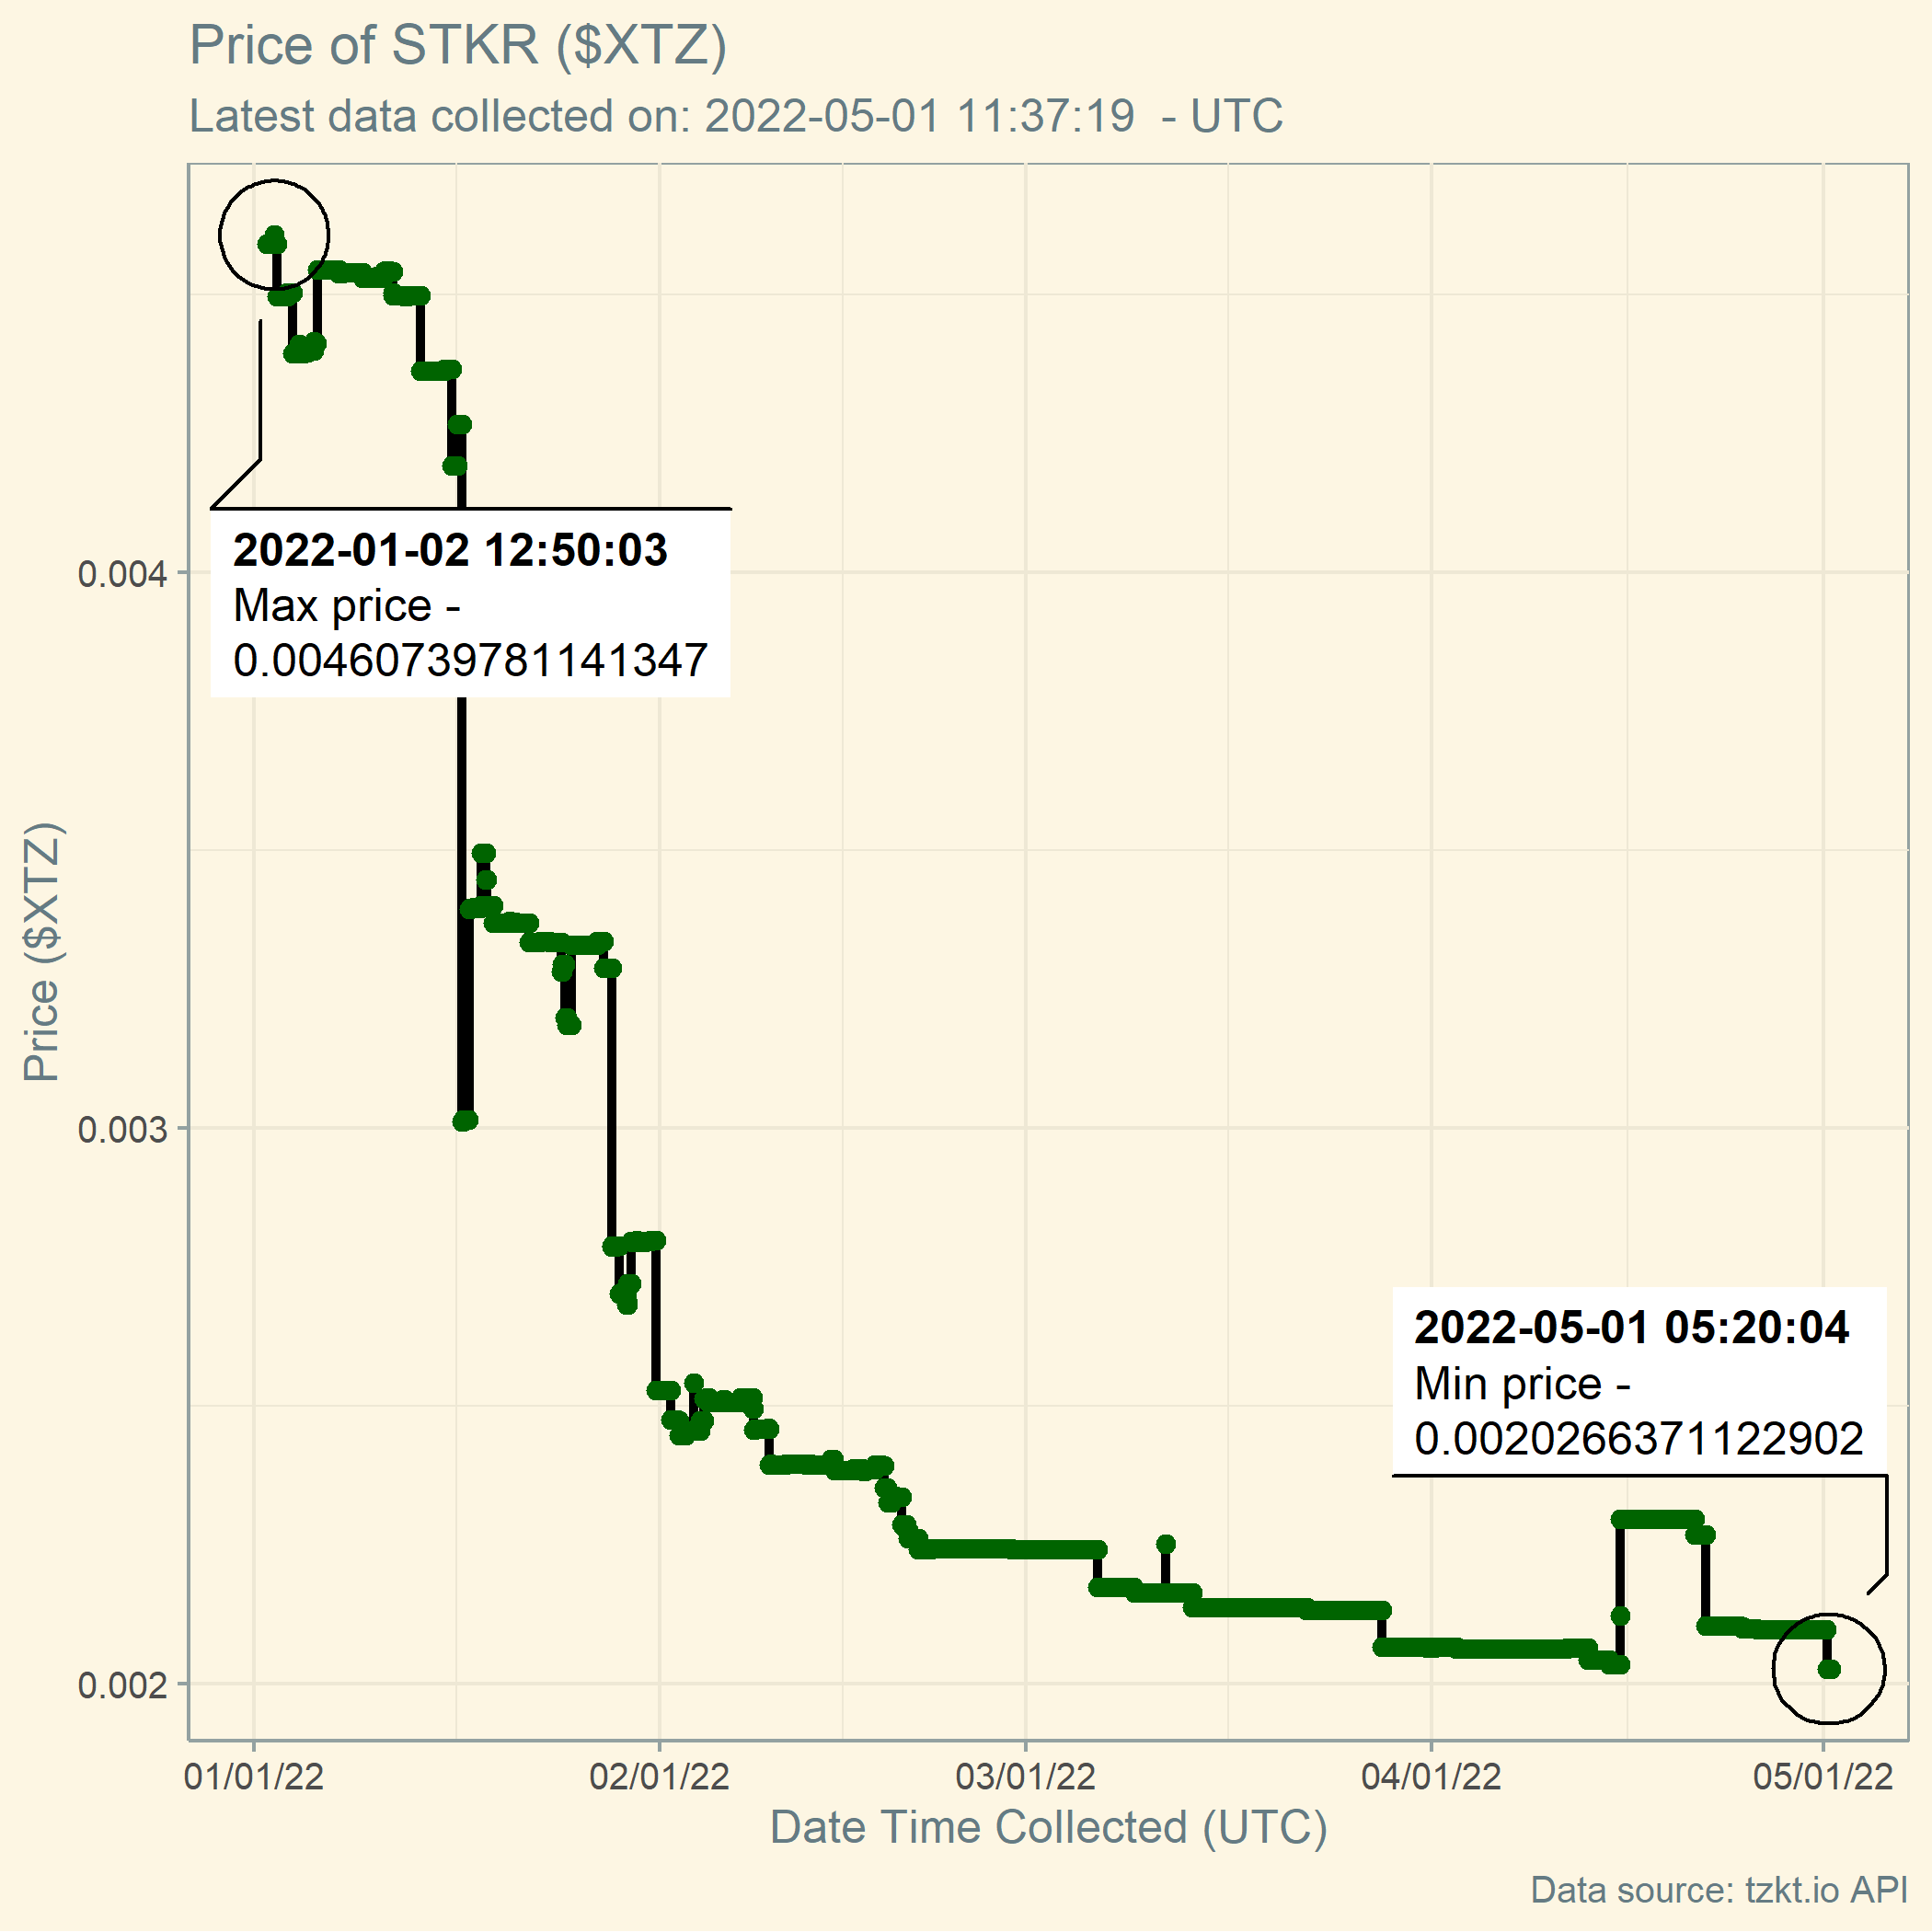 Price of STKR ($XTZ)
Latest data collected on: 2022-05-01 11:37:19  - UTC
2022-01-02 12:50:03
Max price -
0.00460739781141347
0.004
Price ($XTZ)
0.003
2022-05-01 05:20:04
Min price -
0.0020266371122902
0.002
01/01/22 02/01/22 03/01/22 04/01/22 05/01/22
Date Time Collected (UTC)
Data source: tzkt.io API